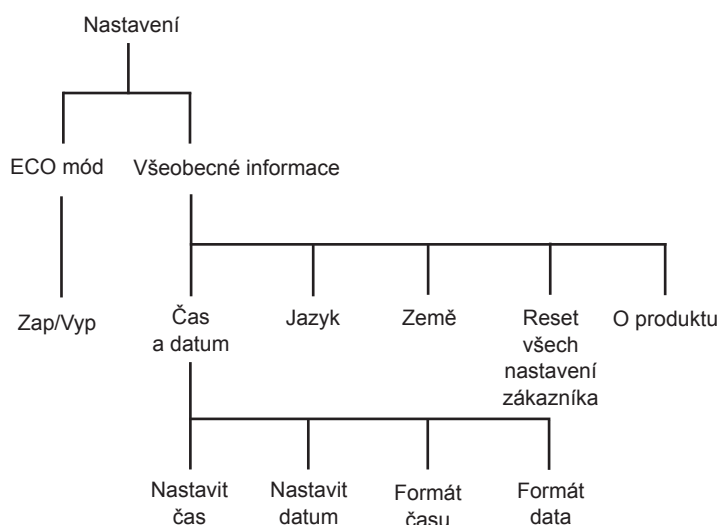 Nastavení
ECO mód
Všeobecné informace
Zap/Vyp
Čas
a datum
Jazyk
Země
Reset
všech
nastavení
zákazníka
O produktu
Nastavit
čas
Nastavit
datum
Formát
času
Formát
data